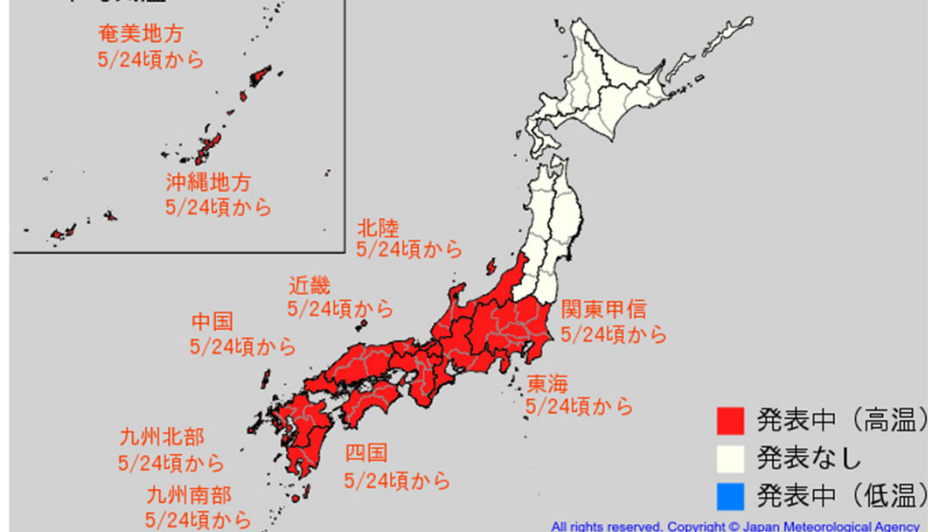 奄美地方
5/24頃から
沖縄地方
5/24頃から
北陸
5/24頃から
近畿
5/24頃から
中国
5/24頃から
関東甲信
5/24頃から
東海
5/24頃から
九州北部
5/24頃から
四国
5/24頃から
九州南部
5/24頃から
発表中（高温）
発表なし
発表中（低温）
All rights reserved. Copyright © Japan Meteorological Agency